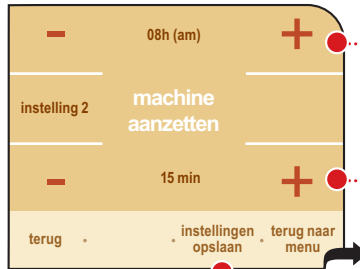 − 08h (am) +
instelling 2
machine
aanzetten
− 15 min +
terug
instellingen
opslaan
terug naar
menu